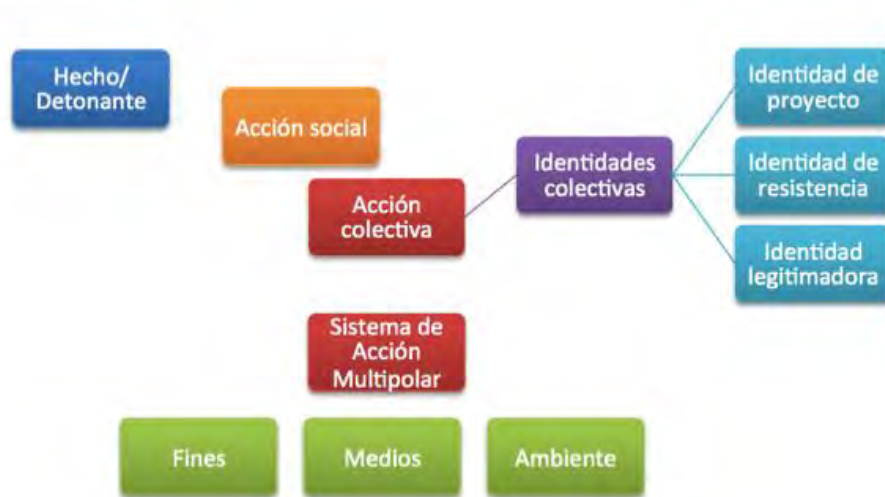 Hecho/
Detonante
Acción social
Acción
colectiva
Identidades
colectivas
Identidad de
proyecto
Identidad de
resistencia
Identidad
legitimadora
Sistema de
Acción
Multipolar
Fines
Medios
Ambiente